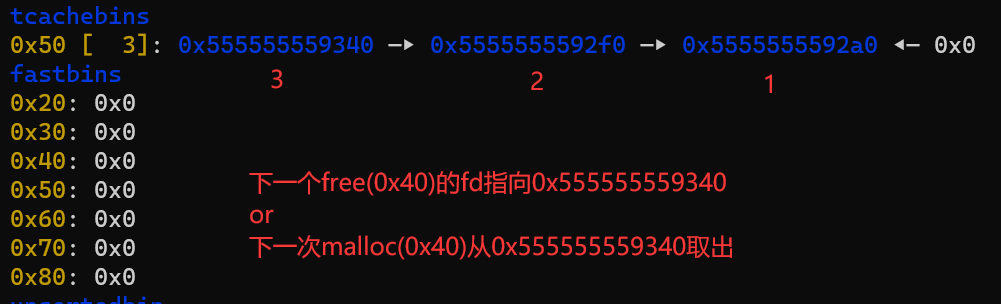 tcachebins
0x50 [  3]: 0x555555559340 —▸ 0x5555555592f0 —▸ 0x5555555592a0 ◂— 0x0
3 2 1
fastbins
0x20: 0x0
0x30: 0x0
0x40: 0x0
0x50: 0x0
0x60: 0x0
0x70: 0x0
0x80: 0x0
下一个free(0x40)的fd指向0x555555559340
or
下一次malloc(0x40)从0x555555559340取出